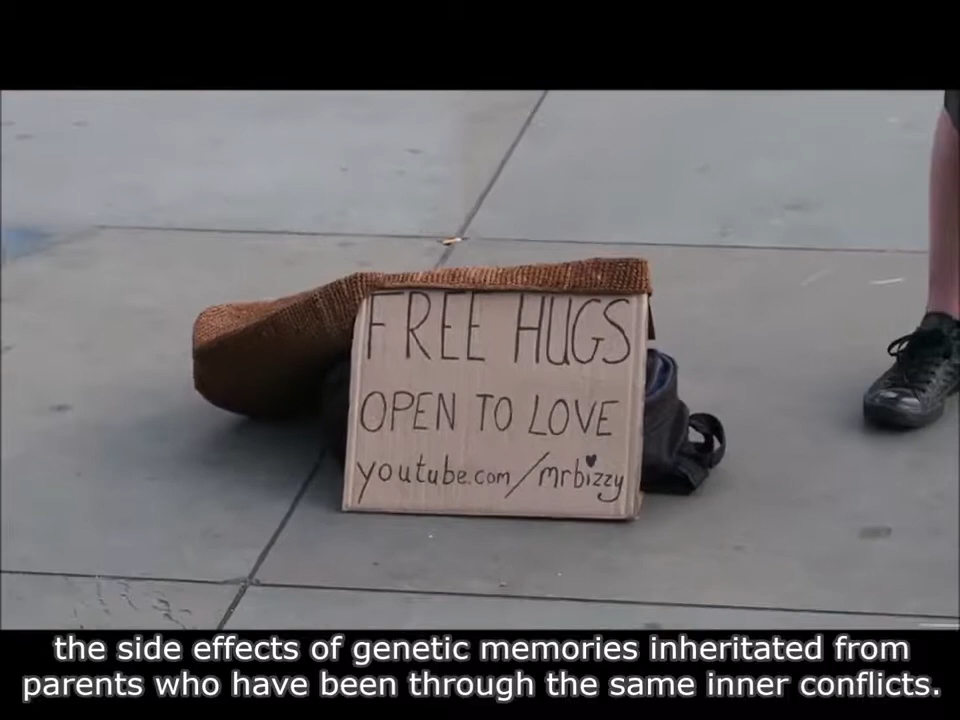 FREE HUGS
OPEN TO LOVE
youtube.com/mrbizzy
the side effects of genetic memories inheritated from
parents who have been through the same inner conflicts.